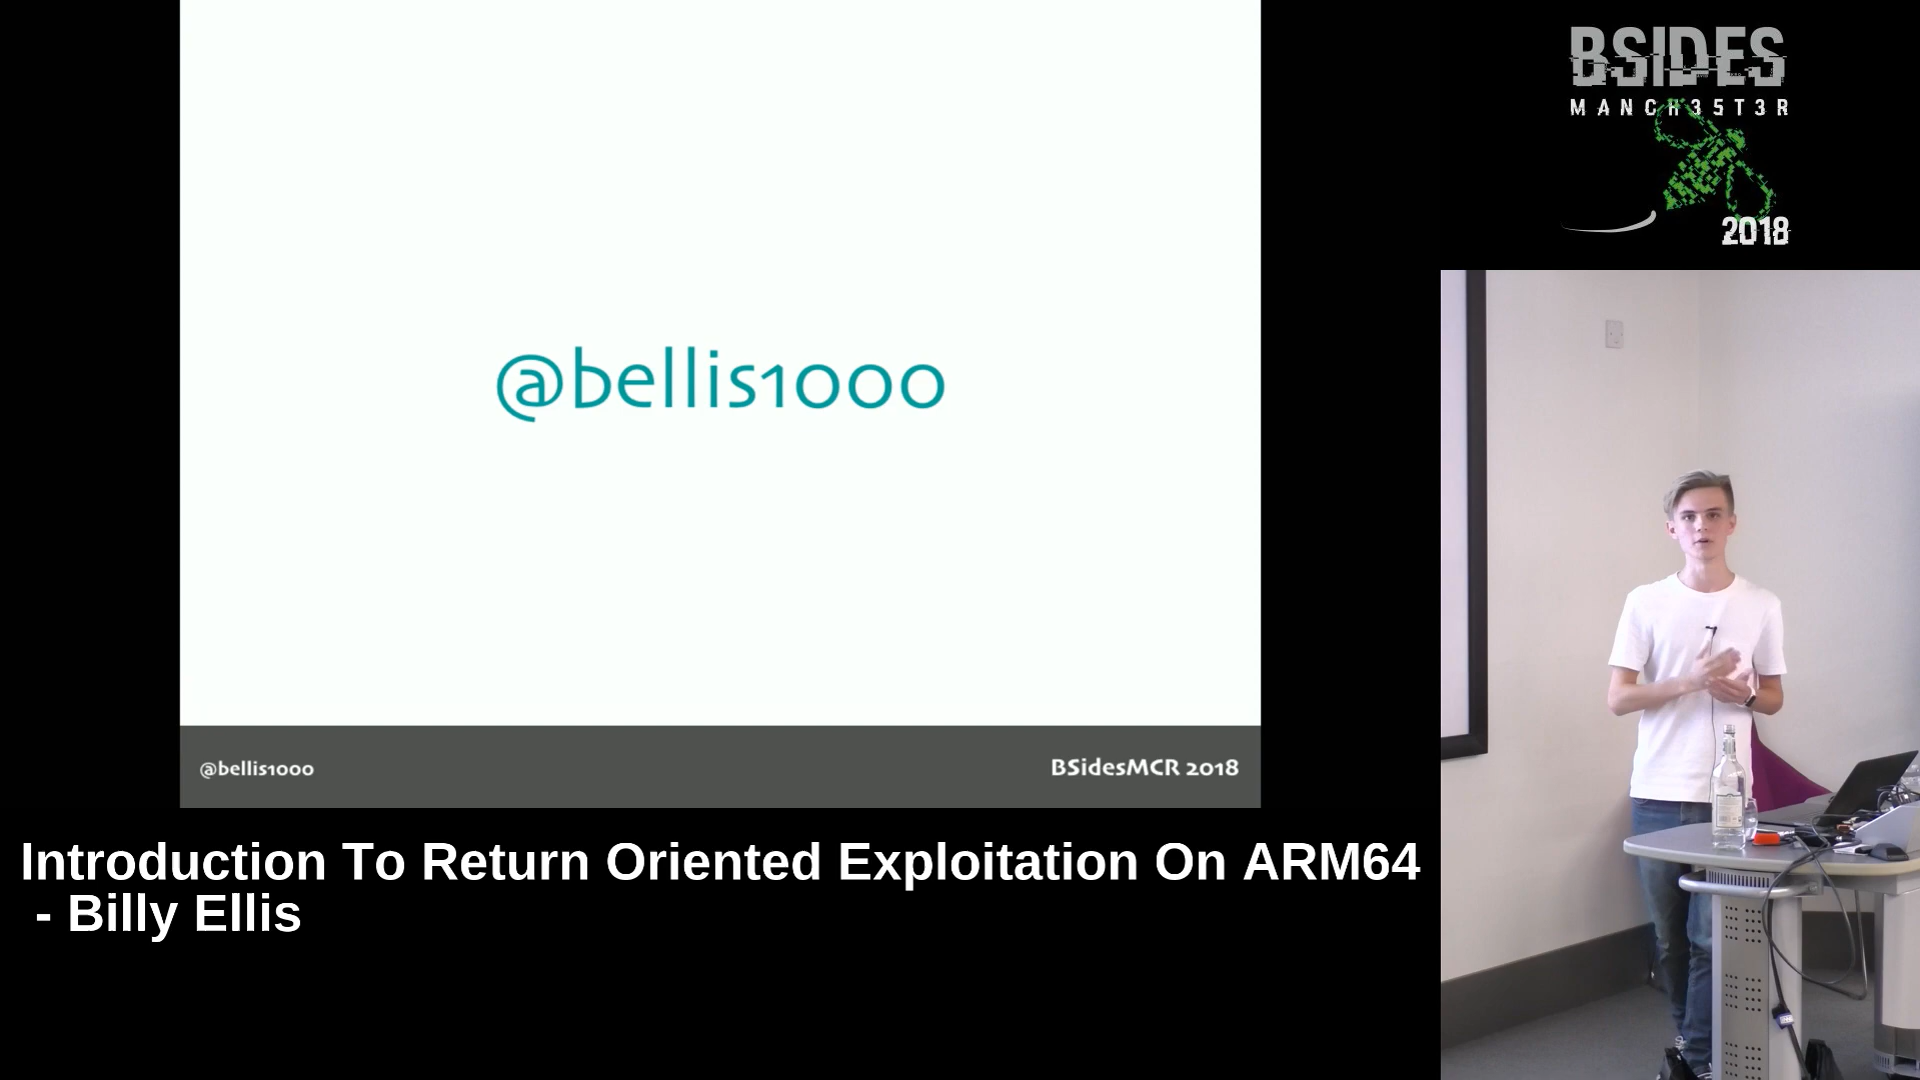 @bellis1000
@bellis1000
BSidesMCR 2018
Introduction To Return Oriented Exploitation On ARM64
- Billy Ellis
BSIDES
MANCH35T3R
2018